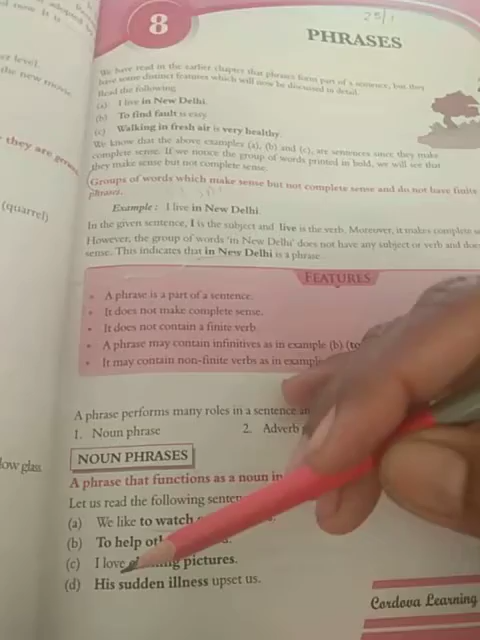 er level.
the new movie
they are
(quarrel)
low glass
8
25/1
PHRASES
We have read in the earlier chapter that phrases form part of a sentence, but they
have some distinct features which will now be discussed in detail.
Read the following
(a) I live in New Delhi.
(b) To find fault is easy.
(c) Walking in fresh air is very healthy.
We know that the above examples (a), (b) and (c), are sentences since they make
complete sense. If we notice the group of words printed in bold, we will see that
they make sense but not complete sense.
Groups of words which make sense but not complete sense and do not have finite
phrases.
Example: I live in New Delhi.
In the given sentence, I is the subject and live is the verb. Moreover, it makes complete
However, the group of words 'in New Delhi' does not have any subject or verb and
sense. This indicates that in New Delhi is a phrase.
FEATURES
• A phrase is a part of a sentence.
• It does not make complete sense.
• It does not contain a finite verb.
• A phrase may contain infinitives as in example (b) (to
• It may contain non-finite verbs as in
A phrase performs many roles in a sentence
1. Noun phrase 2. Adverb
NOUN PHRASES
A phrase that functions as a noun in
Let us read the following
(a) We like to watch
(b) To help
(c) I love pictures.
(d) His sudden illness upset us.
Cordova Learning